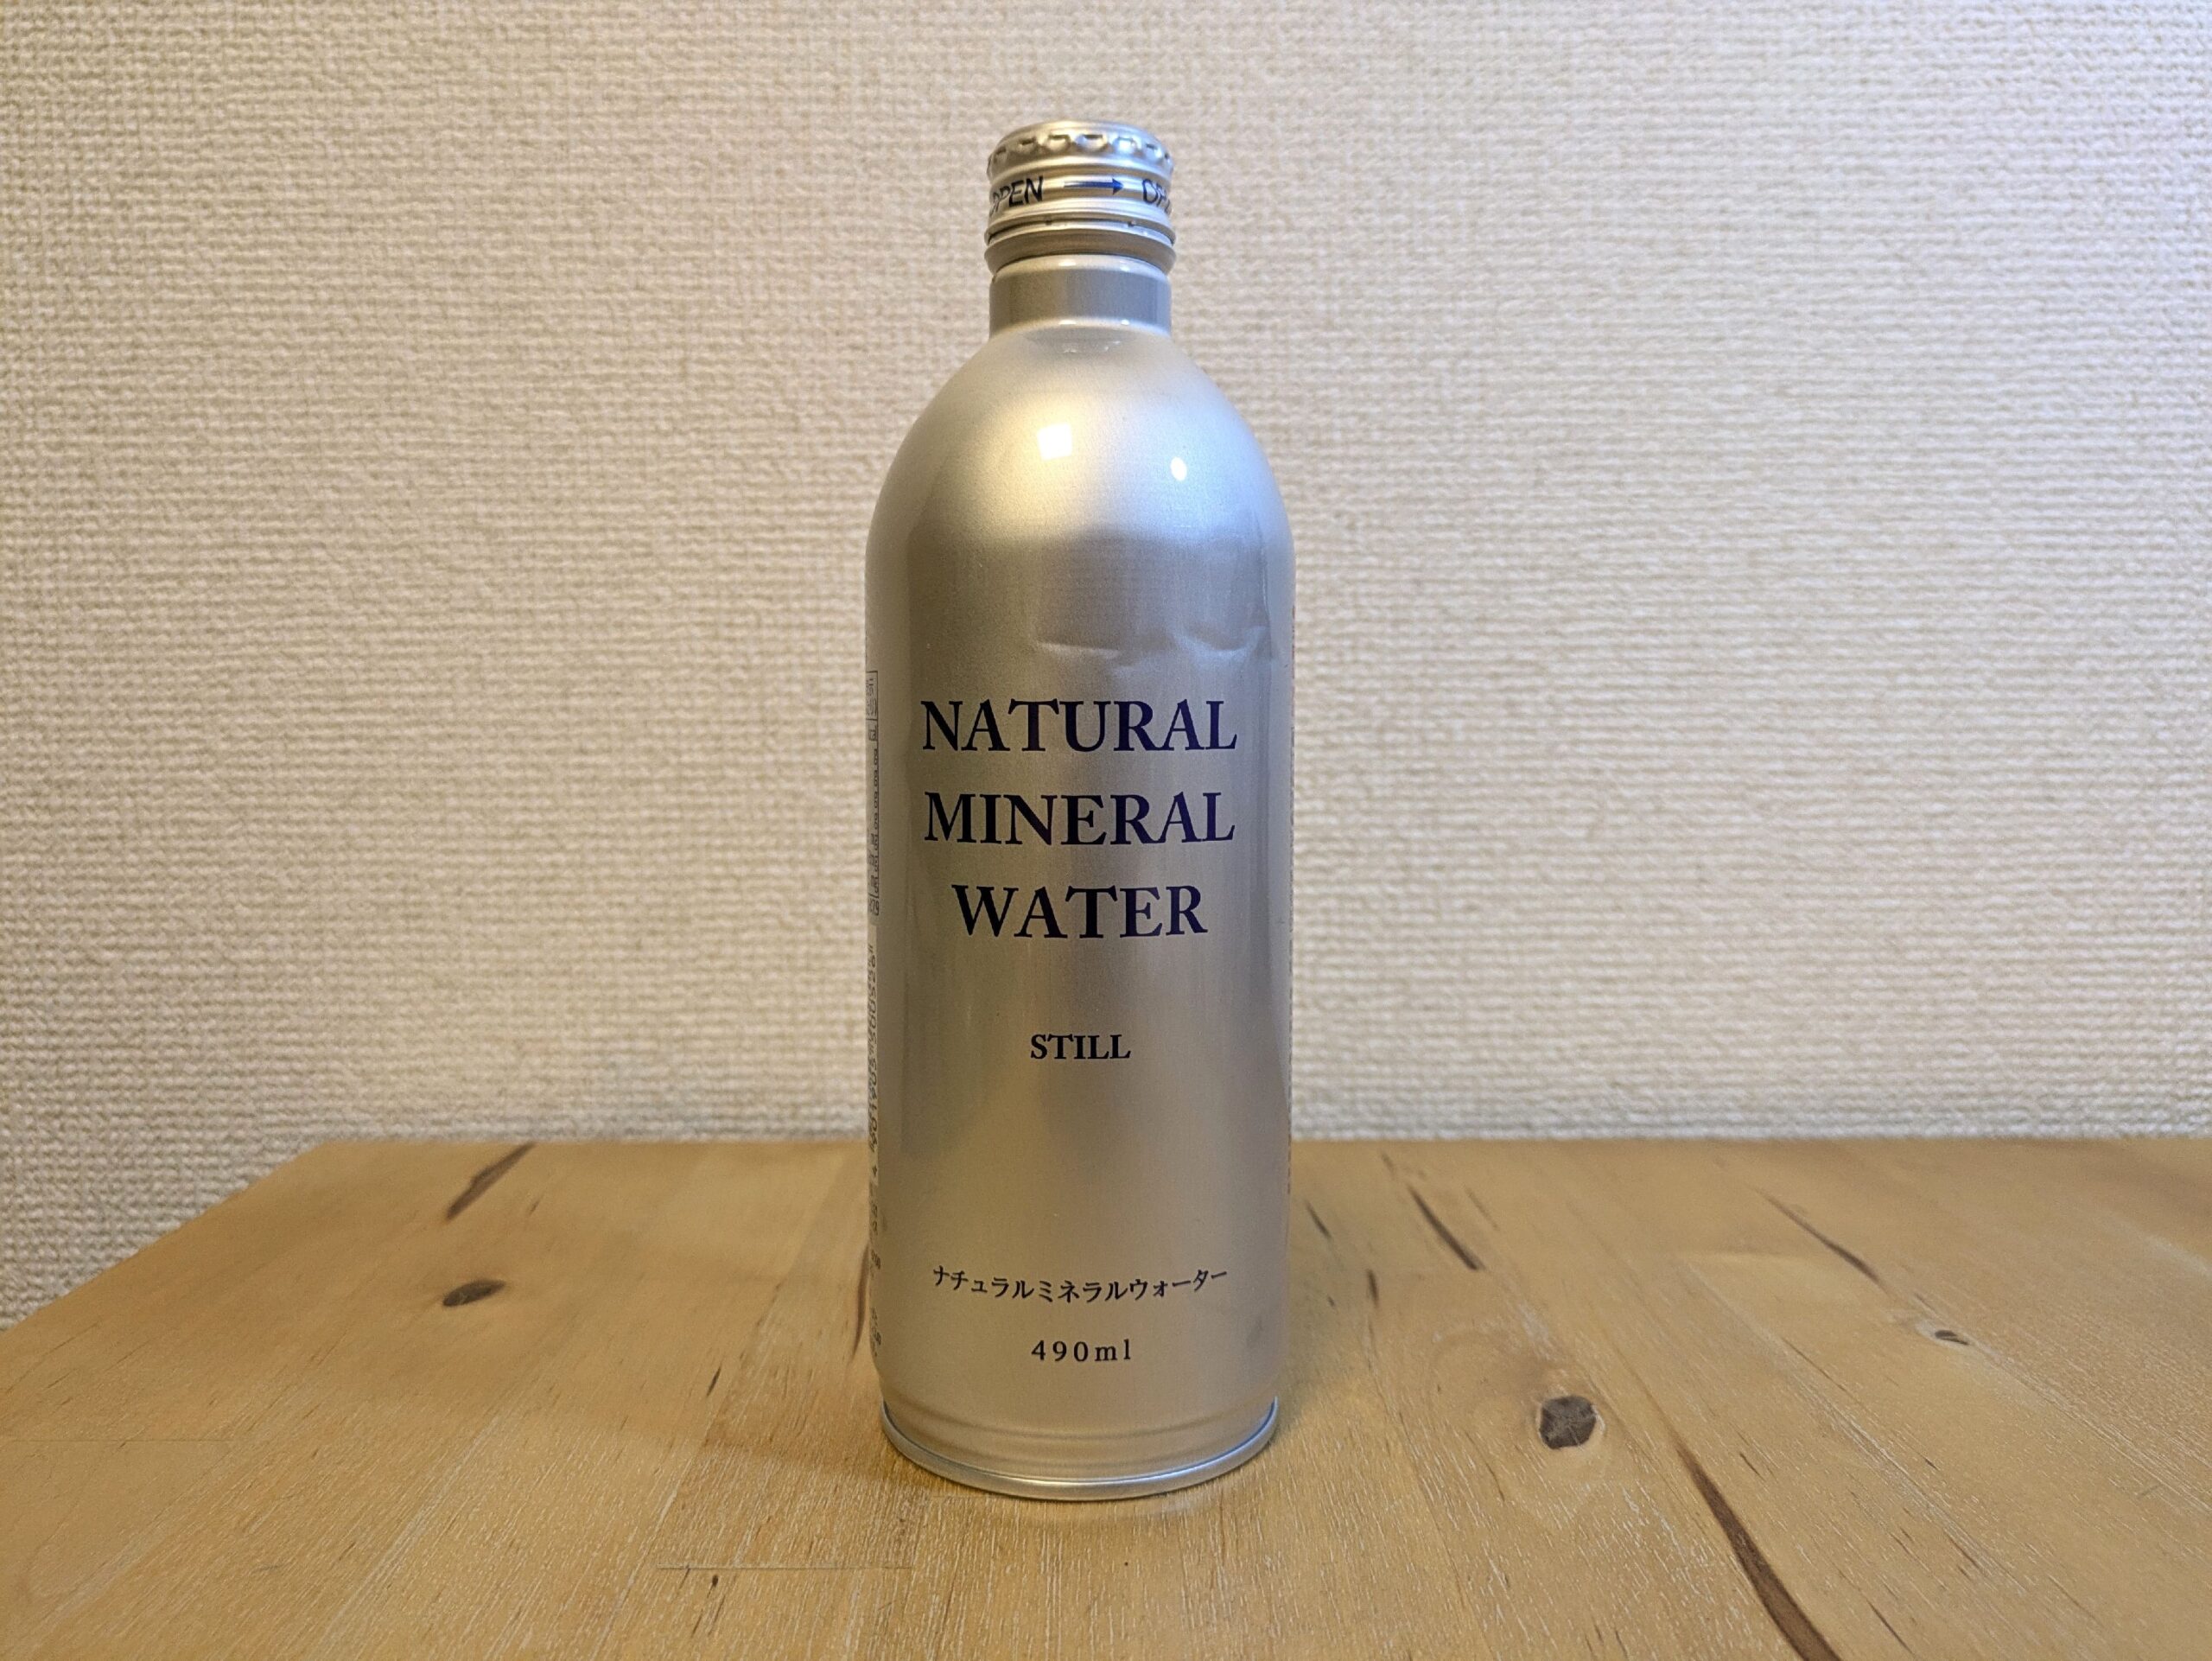 OPEN → OPEN
NATURAL
MINERAL
WATER
STILL
ナチュラルミネラルウォーター
490ml